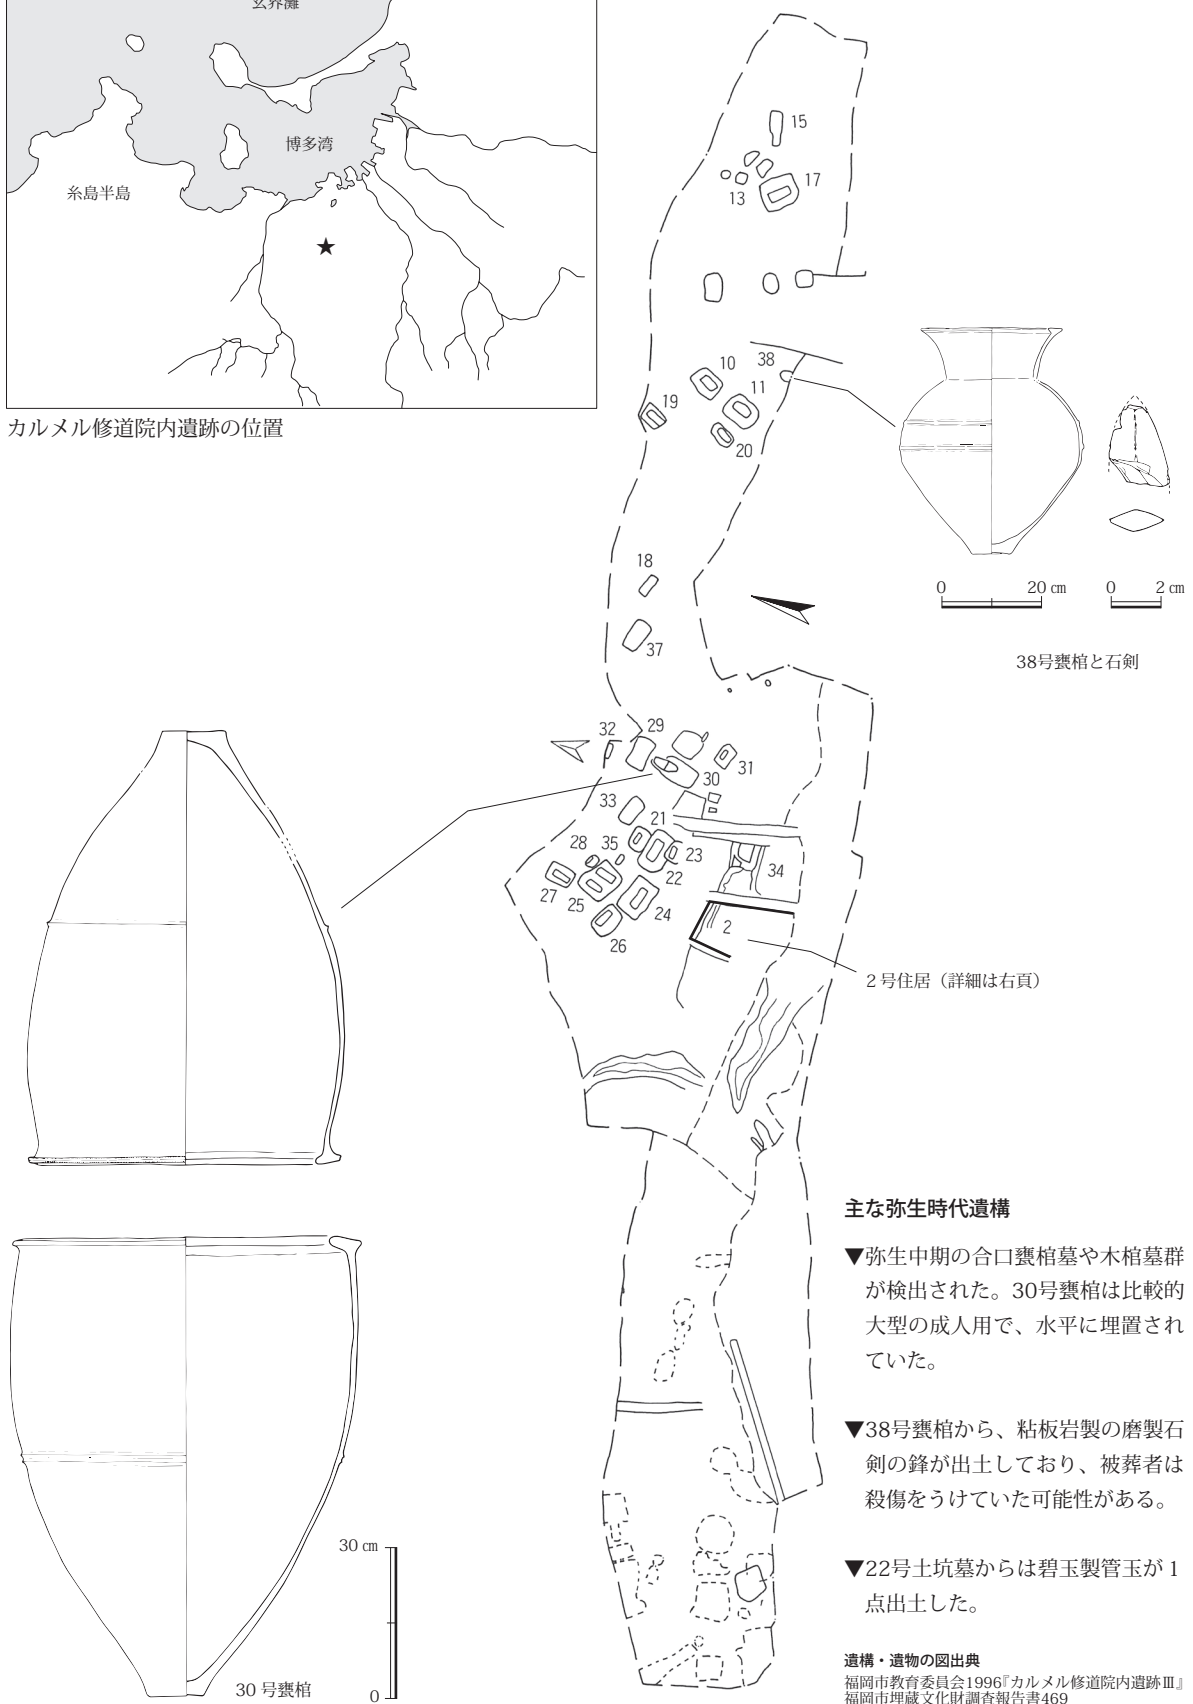 玄界灘
博多湾
糸島半島
カルメル修道院内遺跡の位置
15
17
13
10
38
11
19
20
18
37
0
20 ㎝
0
2 ㎝
38号甕棺と石剣
32
29
31
30
33
21
28
35
23
34
22
27
25
24
26
2
2号住居（詳細は右頁）
主な弥生時代遺構
▼弥生中期の合口甕棺墓や木棺墓群
が検出された。30号甕棺は比較的
大型の成人用で、水平に埋置され
ていた。
▼38号甕棺から、粘板岩製の磨製石
剣の鋒が出土しており、被葬者は
殺傷をうけていた可能性がある。
▼22号土坑墓からは碧玉製管玉が1
点出土した。
30 ㎝
0
30 号甕棺
遺構・遺物の図出典
福岡市教育委員会1996『カルメル修道院内遺跡Ⅲ』
福岡市埋蔵文化財調査報告書469